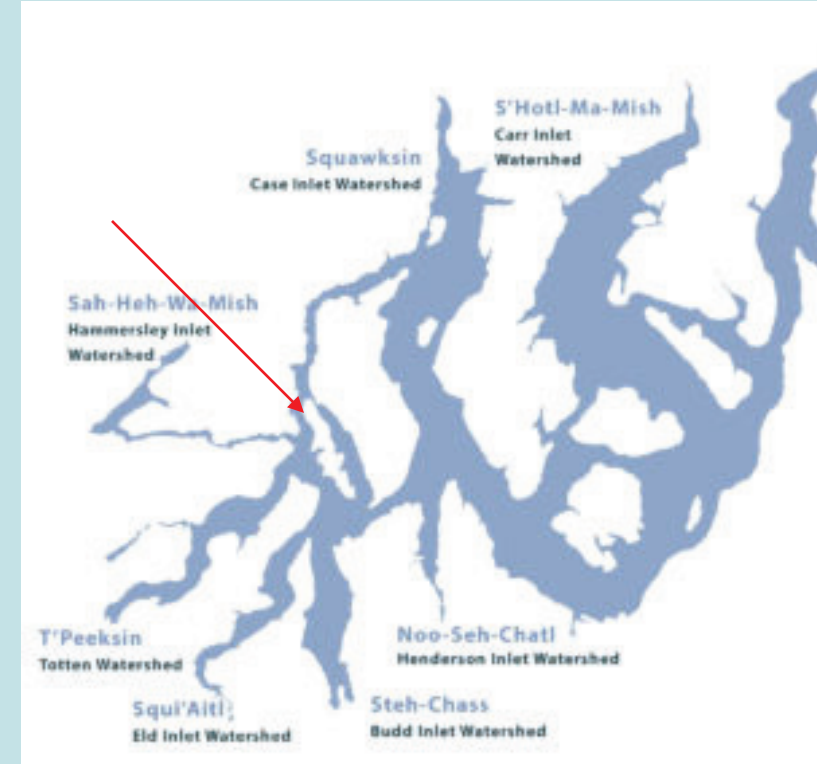 S'Hotl-Ma-Mish
Carr Inlet
Watershed
Squawksin
Case Inlet Watershed
Sah-Heh-Wa-Mish
Hammersley Inlet
Watershed
T'Peeksin
Totten Watershed
Squi'Aitl
Eld Inlet Watershed
Steh-Chass
Budd Inlet Watershed
Noo-Seh-Chatl
Henderson Inlet Watershed